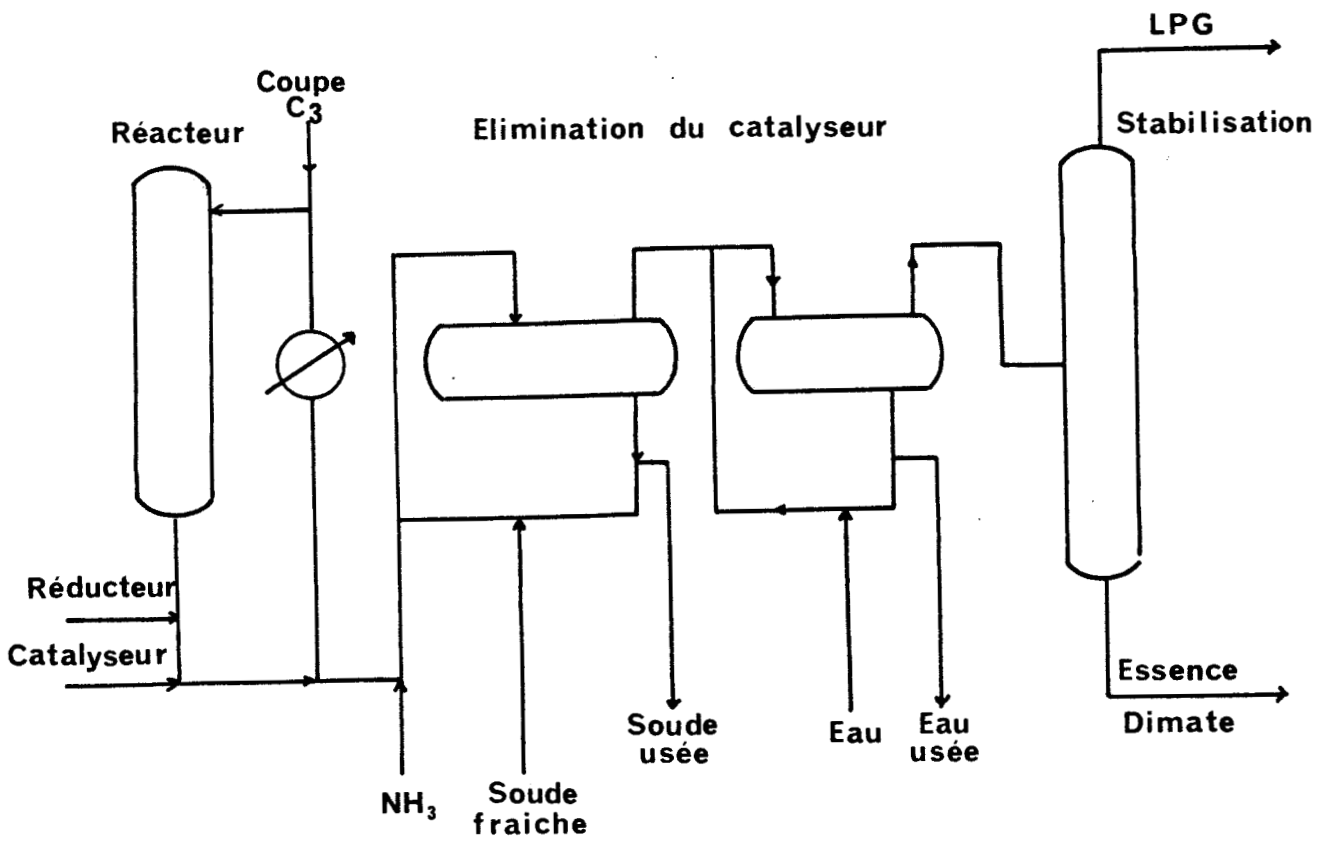 LPG
Coupe
C₃
Réacteur
Elimination du catalyseur
Stabilisation
Réducteur
Catalyseur
Essence
Dimate
Soude
usée
Eau
Eau
usée
NH₃
Soude
fraiche